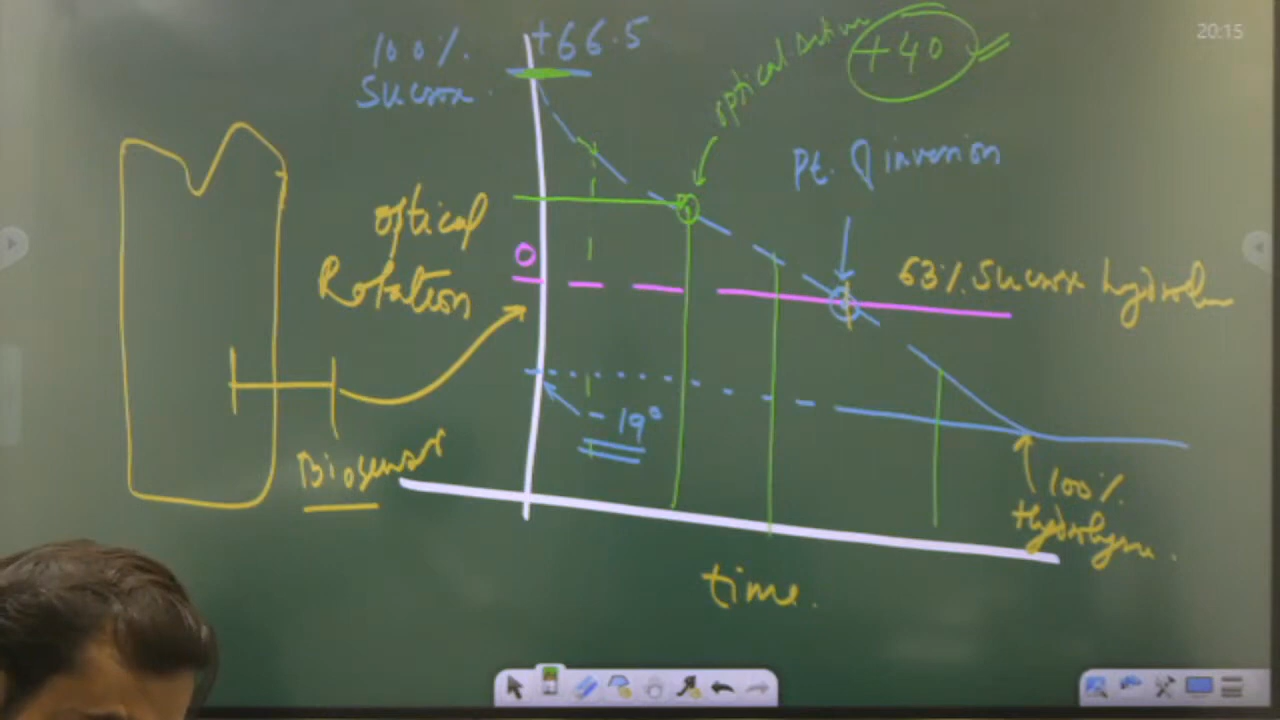 20:15
100%
Sucrose
+66.5
optical active
+40
Pt. of inversion
optical
Rotation
0
63% Sucrose hydrolysis
- 19°
Biosensor
100%
Hydrolysis
time.